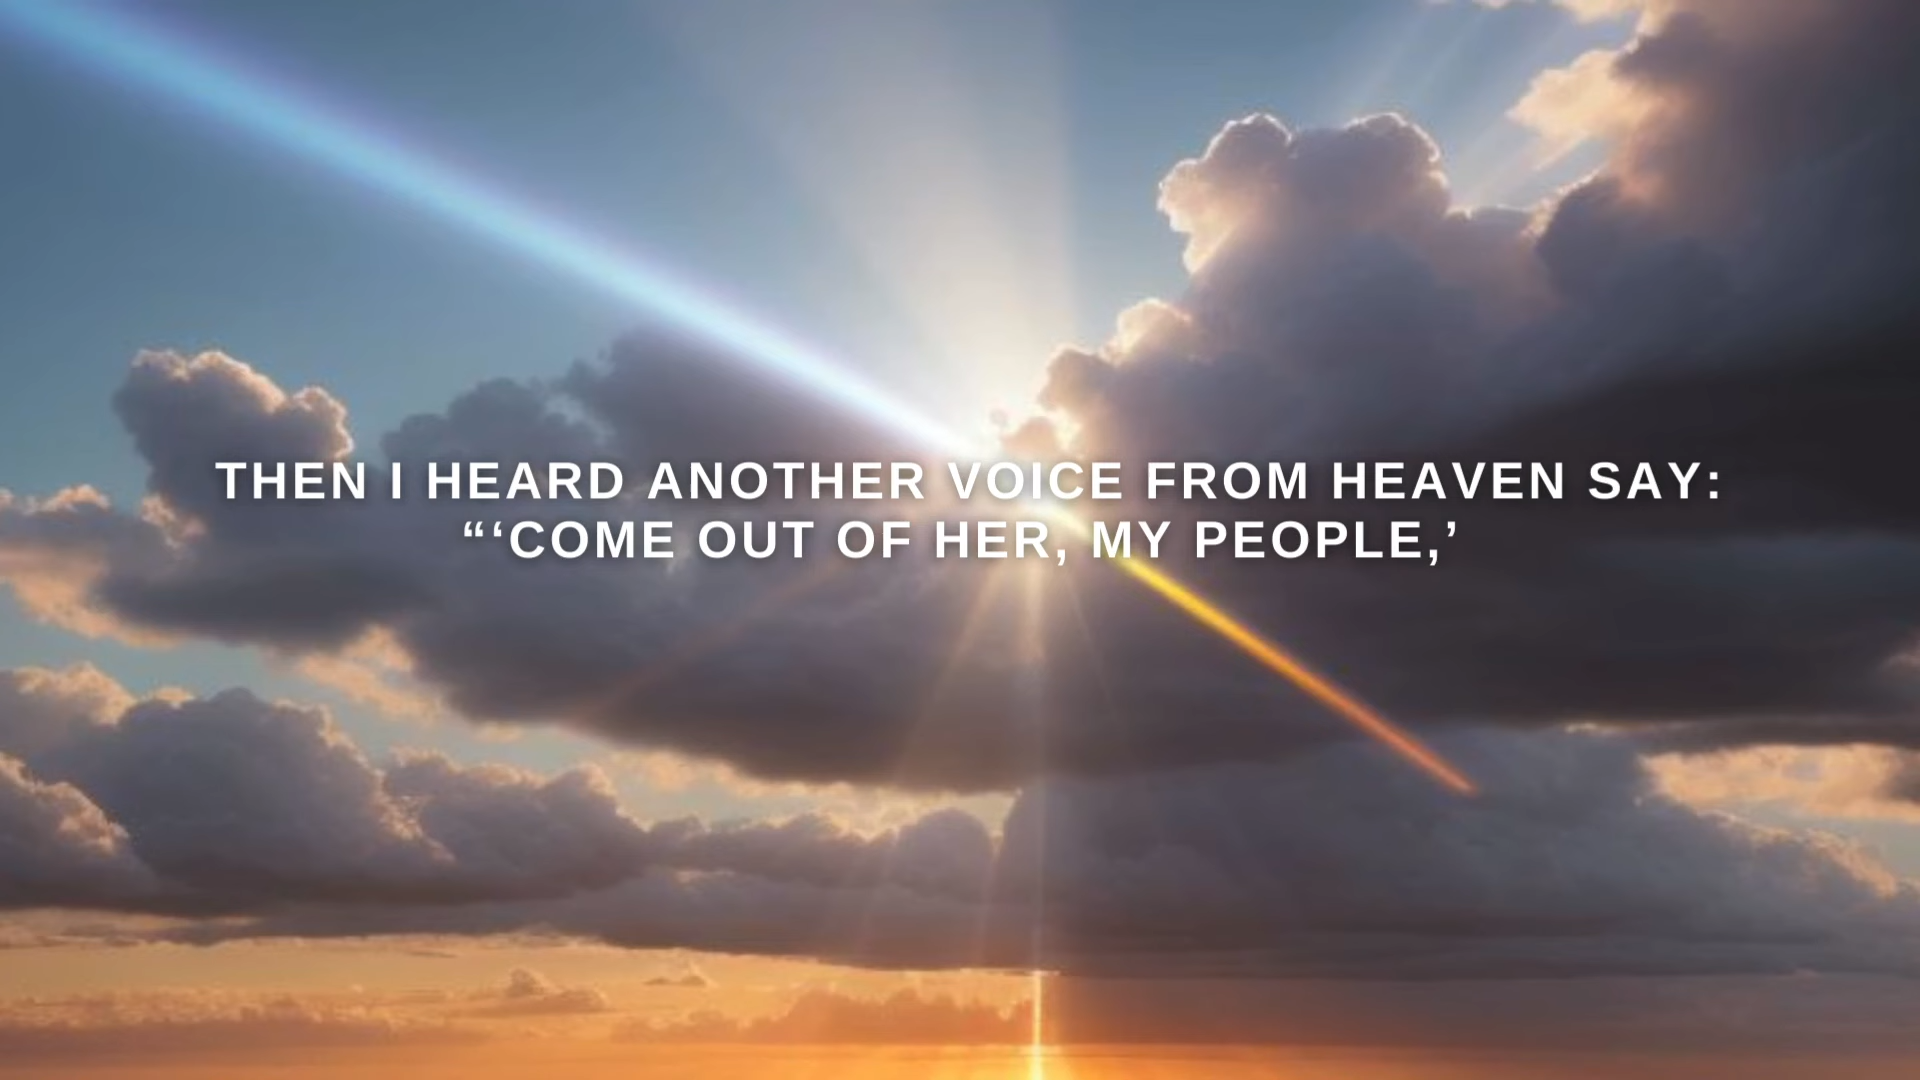 THEN I HEARD ANOTHER VOICE FROM HEAVEN SAY:
“‘COME OUT OF HER, MY PEOPLE,’